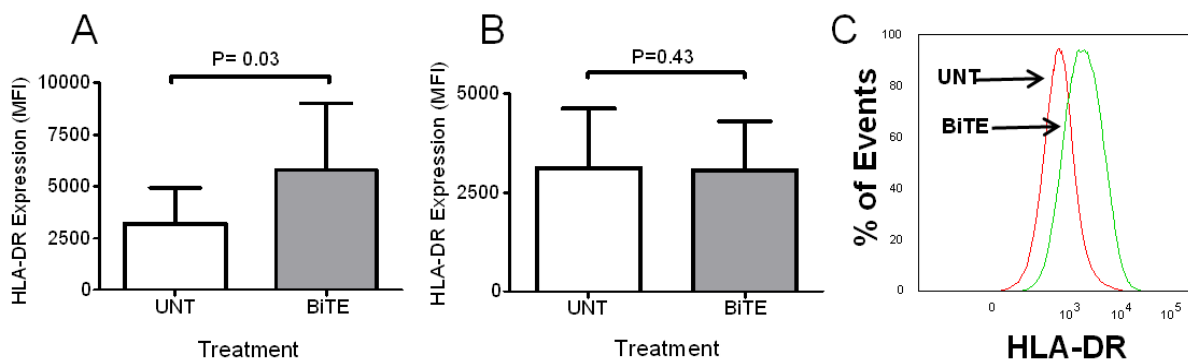 A
P= 0.03
HLA-DR Expression (MFI)
10000
7500
5000
2500
0
UNT
BiTE
Treatment
B
P=0.43
HLA-DR Expression (MFI)
5000
2500
0
UNT
BiTE
Treatment
C
% of Events
100
80
60
40
20
0
UNT
BiTE
0
10³
10⁴
10⁵
HLA-DR